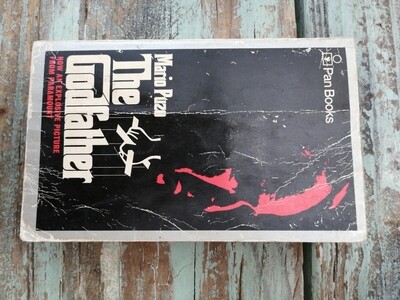 Pan Books
Mario Puzo
The
Godfather
NOW AN EXPLOSIVE PICTURE
FROM PARAMOUNT